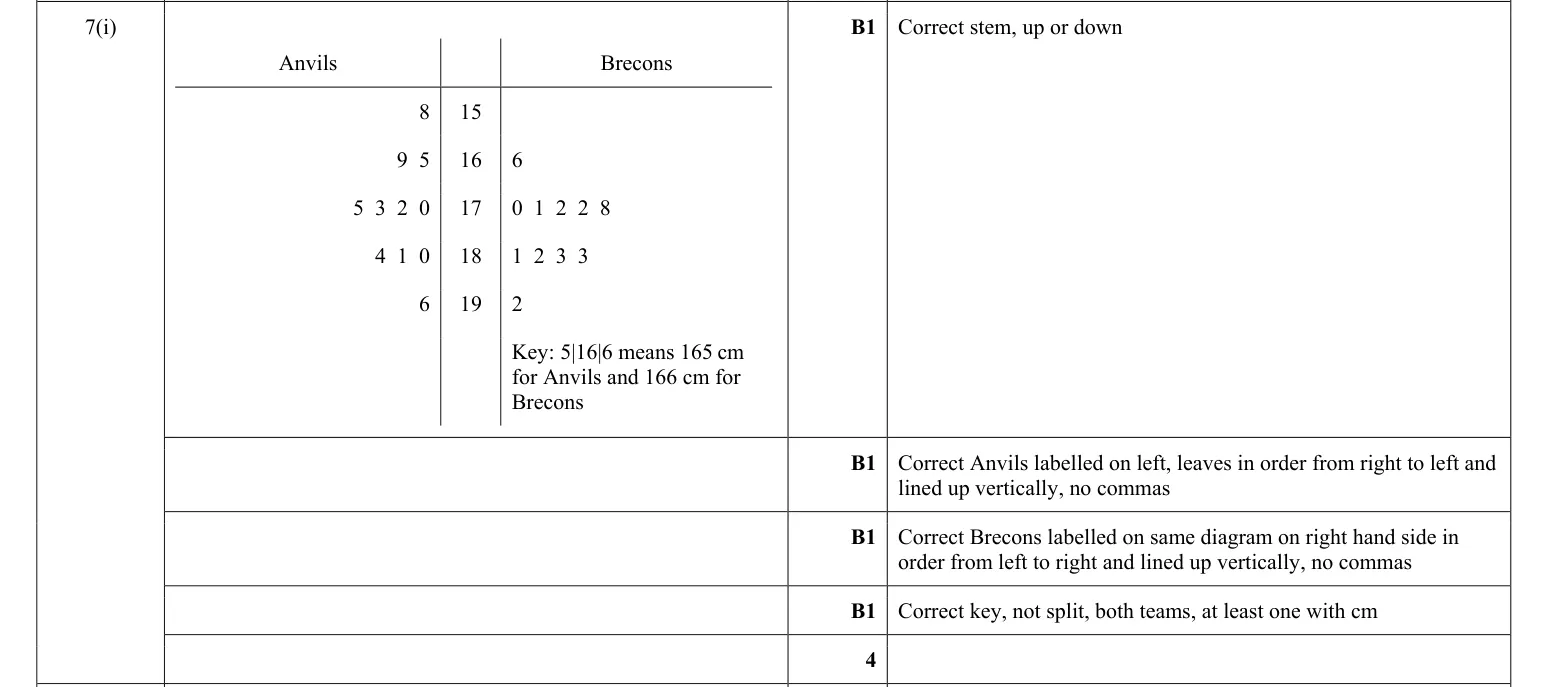 7(i) B1 Correct stem, up or down
Anvils Brecons
8 15
9 5 16 6
5 3 2 0 17 0 1 2 2 8
4 1 0 18 1 2 3 3
6 19 2
Key: 5|16|6 means 165 cm
for Anvils and 166 cm for
Brecons
B1 Correct Anvils labelled on left, leaves in order from right to left and
lined up vertically, no commas
B1 Correct Brecons labelled on same diagram on right hand side in
order from left to right and lined up vertically, no commas
B1 Correct key, not split, both teams, at least one with cm
4